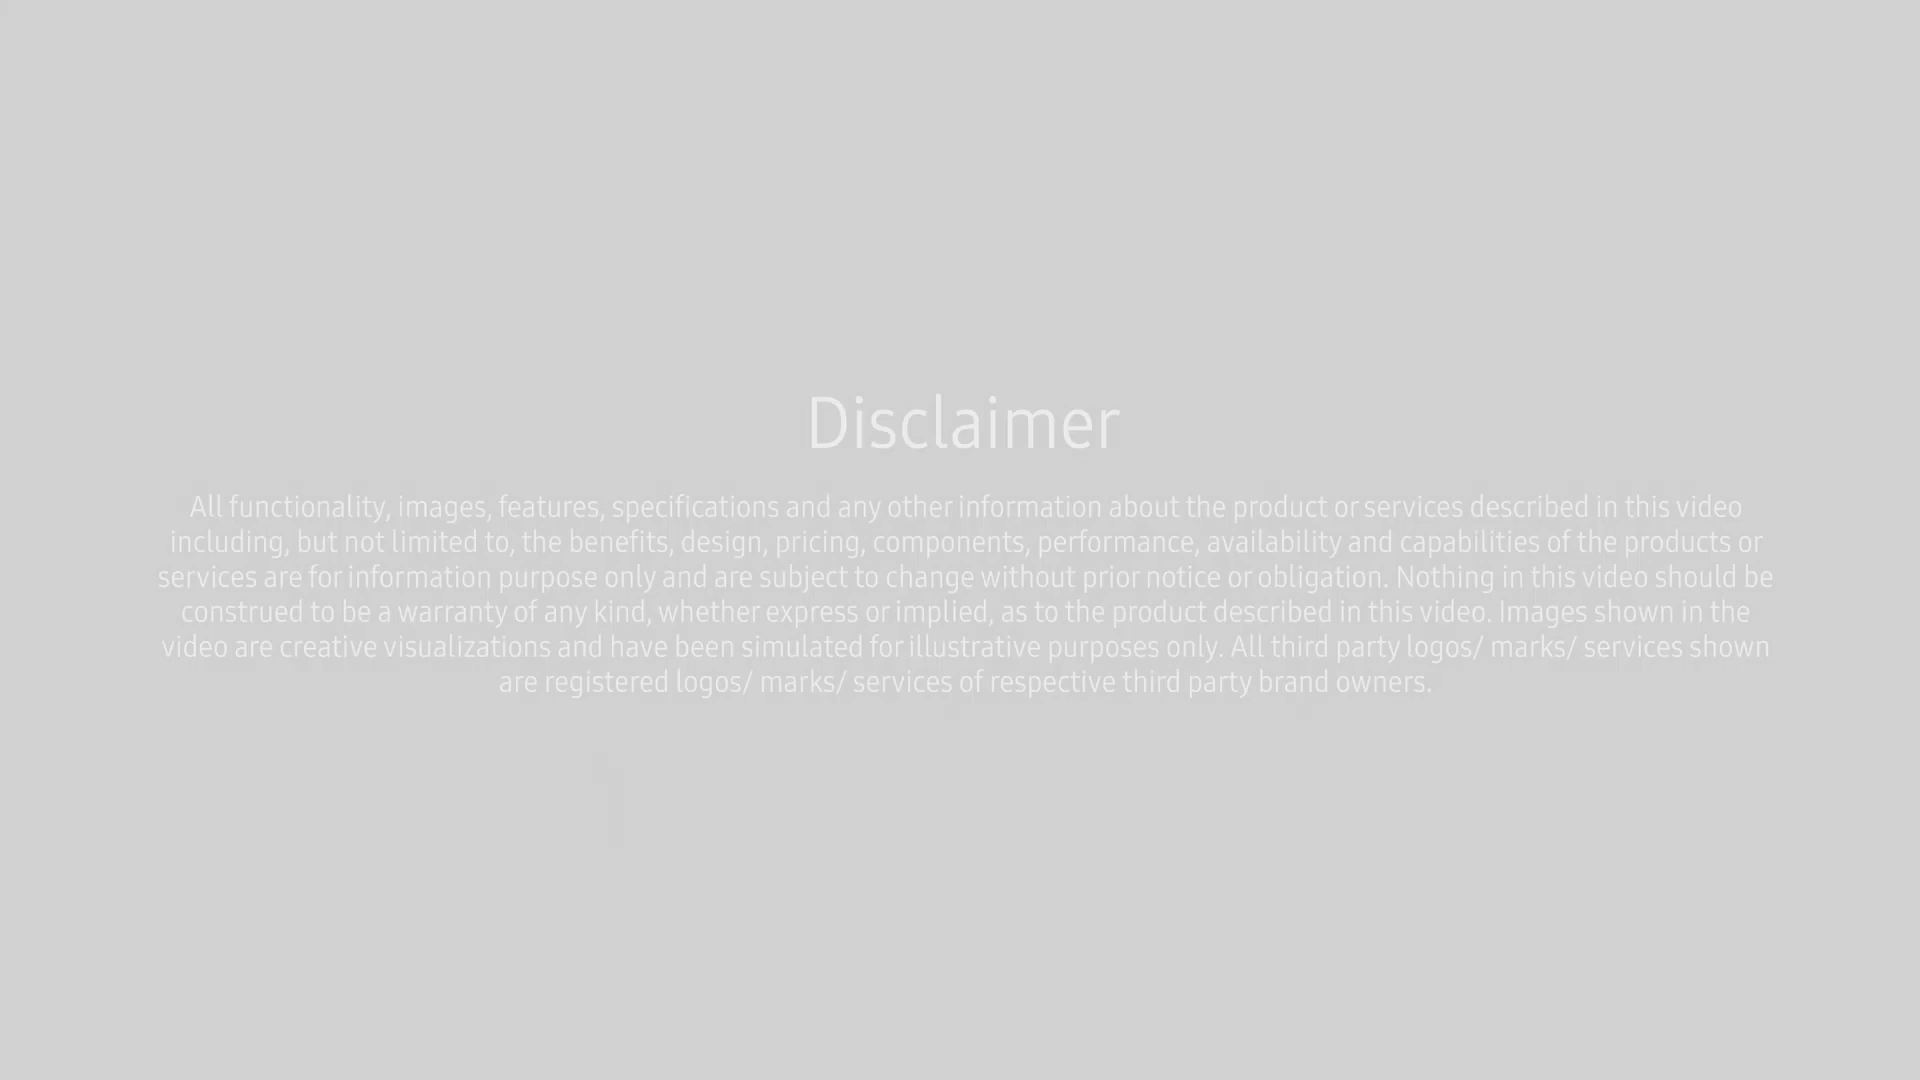 Disclaimer
All functionality, images, features, specifications and any other information about the product or services described in this video
including, but not limited to, the benefits, design, pricing, components, performance, availability and capabilities of the products or
services are for information purpose only and are subject to change without prior notice or obligation. Nothing in this video should be
construed to be a warranty of any kind, whether express or implied, as to the product described in this video. Images shown in the
video are creative visualizations and have been simulated for illustrative purposes only. All third party logos/ marks/ services shown
are registered logos/ marks/ services of respective third party brand owners.